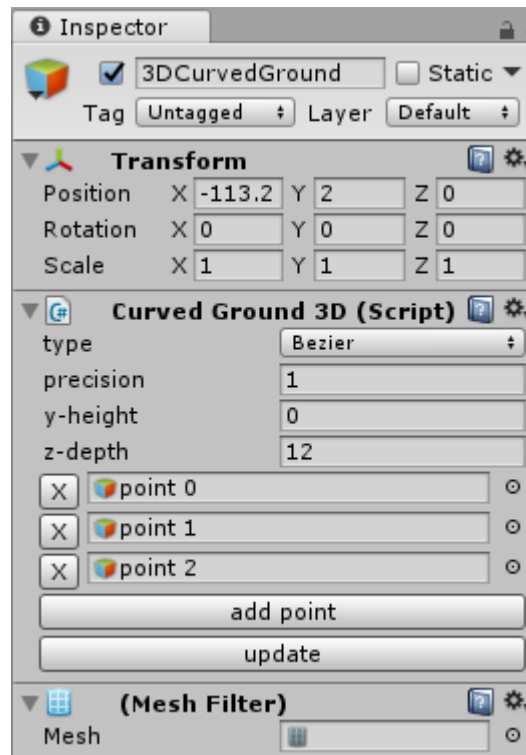 Inspector
3DCurvedGround Static
Tag Untagged Layer Default
Transform
Position X -113.2 Y 2 Z 0
Rotation X 0 Y 0 Z 0
Scale X 1 Y 1 Z 1
Curved Ground 3D (Script)
type Bezier
precision 1
y-height 0
z-depth 12
X point 0
X point 1
X point 2
add point
update
(Mesh Filter)
Mesh